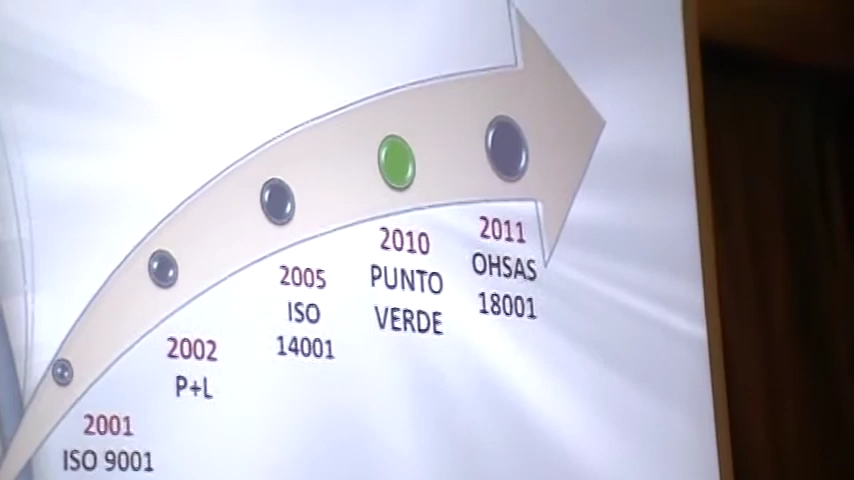 2001
ISO 9001
2002
P+L
2005
ISO
14001
2010
PUNTO
VERDE
2011
OHSAS
18001